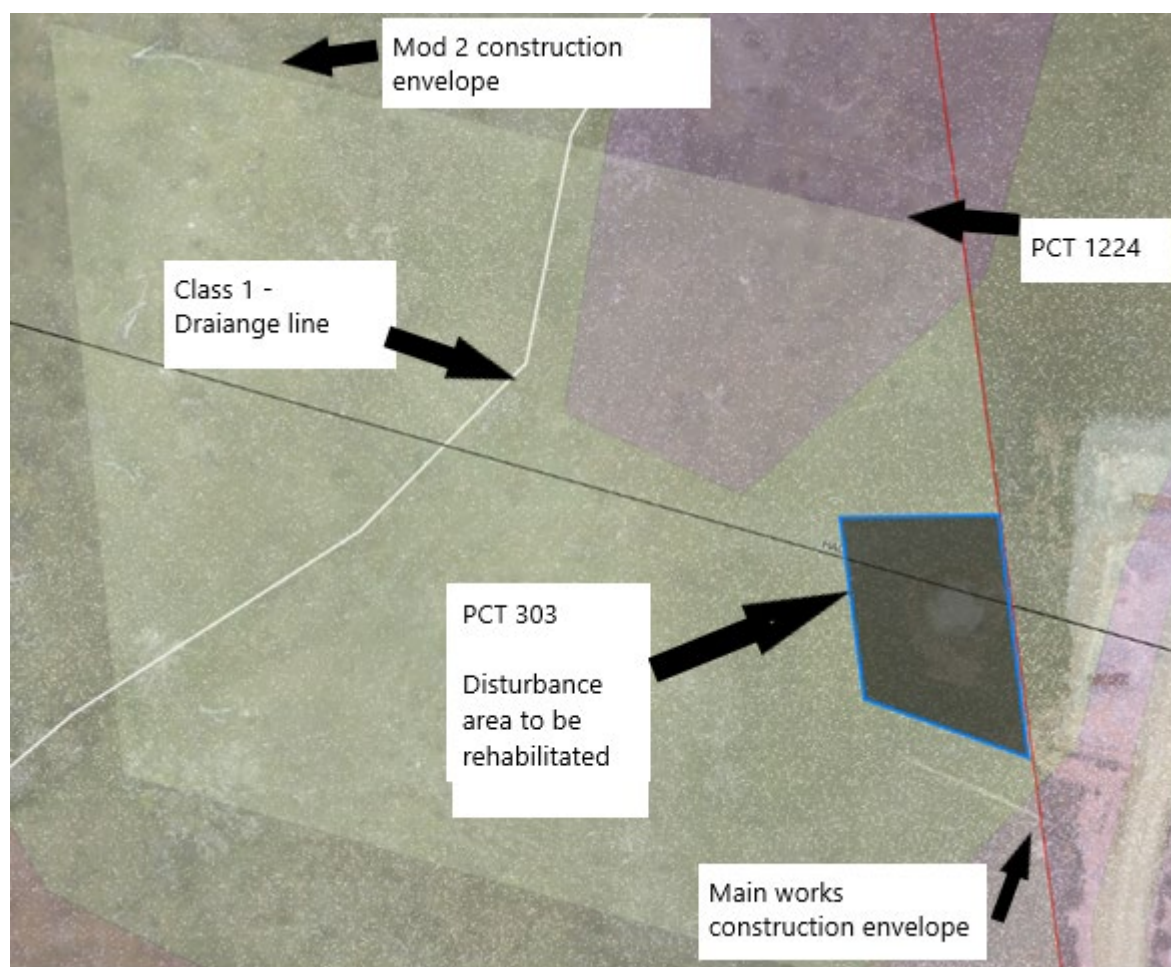 Mod 2 construction
envelope
PCT 1224
Class 1 -
Draiange line
PCT 303
Disturbance
area to be
rehabilitated
Main works
construction envelope